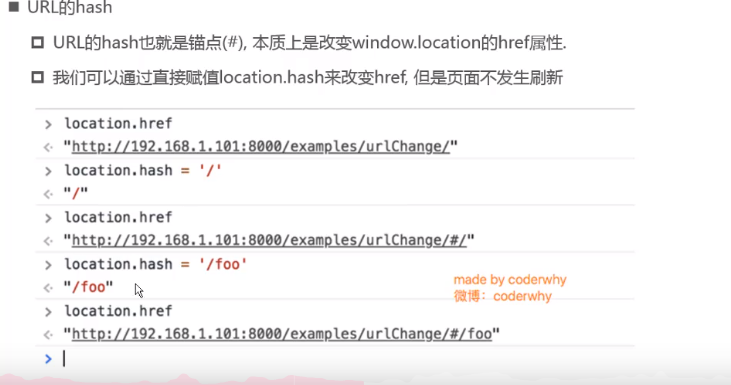 URL的hash
URL的hash也就是锚点(#), 本质上是改变window.location的href属性.
我们可以通过直接赋值location.hash来改变href, 但是页面不发生刷新
> location.href
<· "http://192.168.1.101:8000/examples/urlChange/"
> location.hash = '/'
<· "/"
> location.href
<· "http://192.168.1.101:8000/examples/urlChange/#/"
> location.hash = '/foo'
<· "/foo"
> location.href
<· "http://192.168.1.101:8000/examples/urlChange/#/foo"
>
made by coderwhy
微博：coderwhy